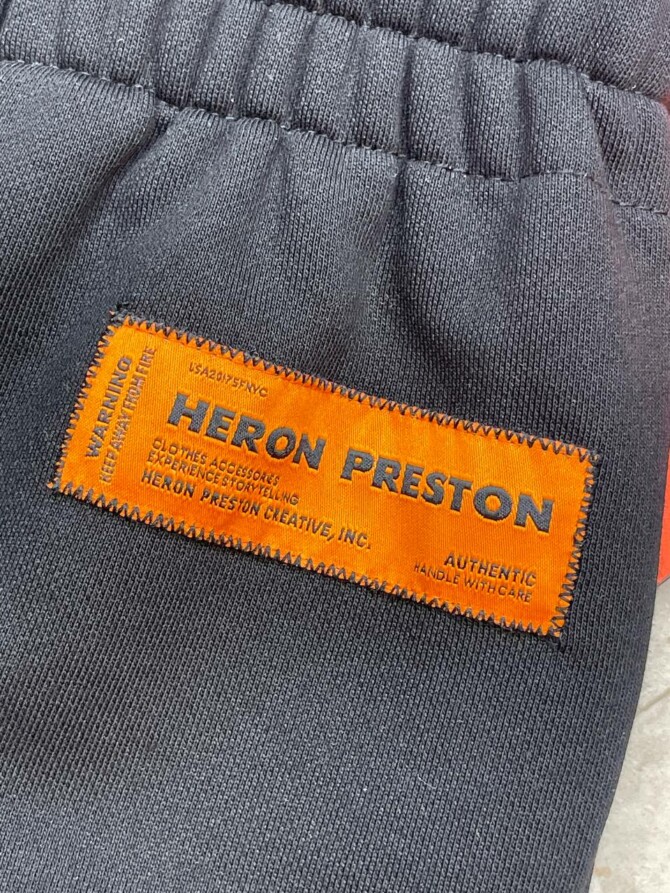 WARNING
KEEP AWAY FROM FIRE
LSA20175FNYC
HERON PRESTON
CLOTHES ACCESSORIES
EXPERIENCE STORYTELLING
HERON PRESTON CREATIVE, INC.
AUTHENTIC
HANDLE WITH CARE